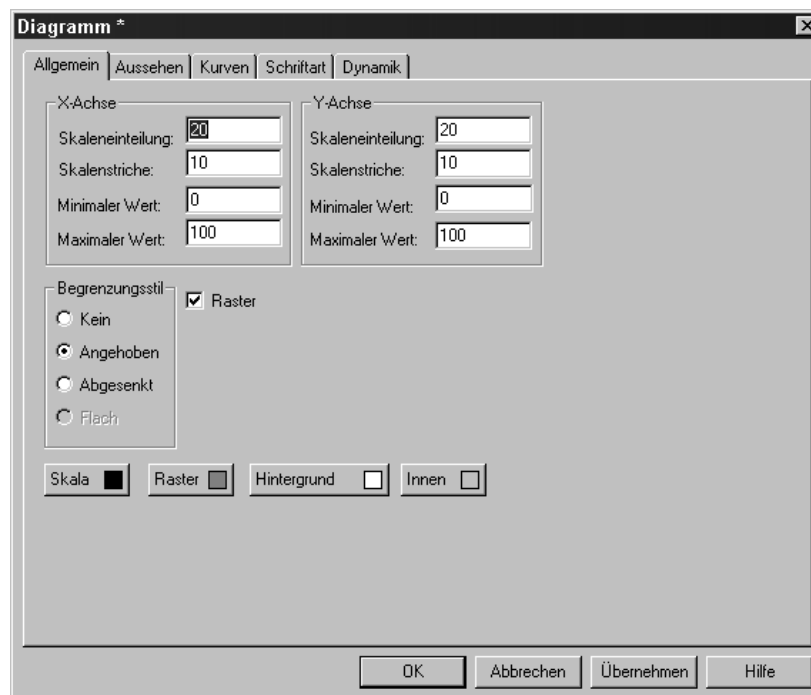 Diagramm *
Allgemein Aussehen Kurven Schriftart Dynamik
X-Achse
Skaleneinteilung: 20
Skalenstriche: 10
Minimaler Wert: 0
Maximaler Wert: 100
Y-Achse
Skaleneinteilung: 20
Skalenstriche: 10
Minimaler Wert: 0
Maximaler Wert: 100
Begrenzungsstil
Kein
Angehoben
Abgesenkt
Flach
Raster
Skala Raster Hintergrund Innen
OK Abbrechen Übernehmen Hilfe